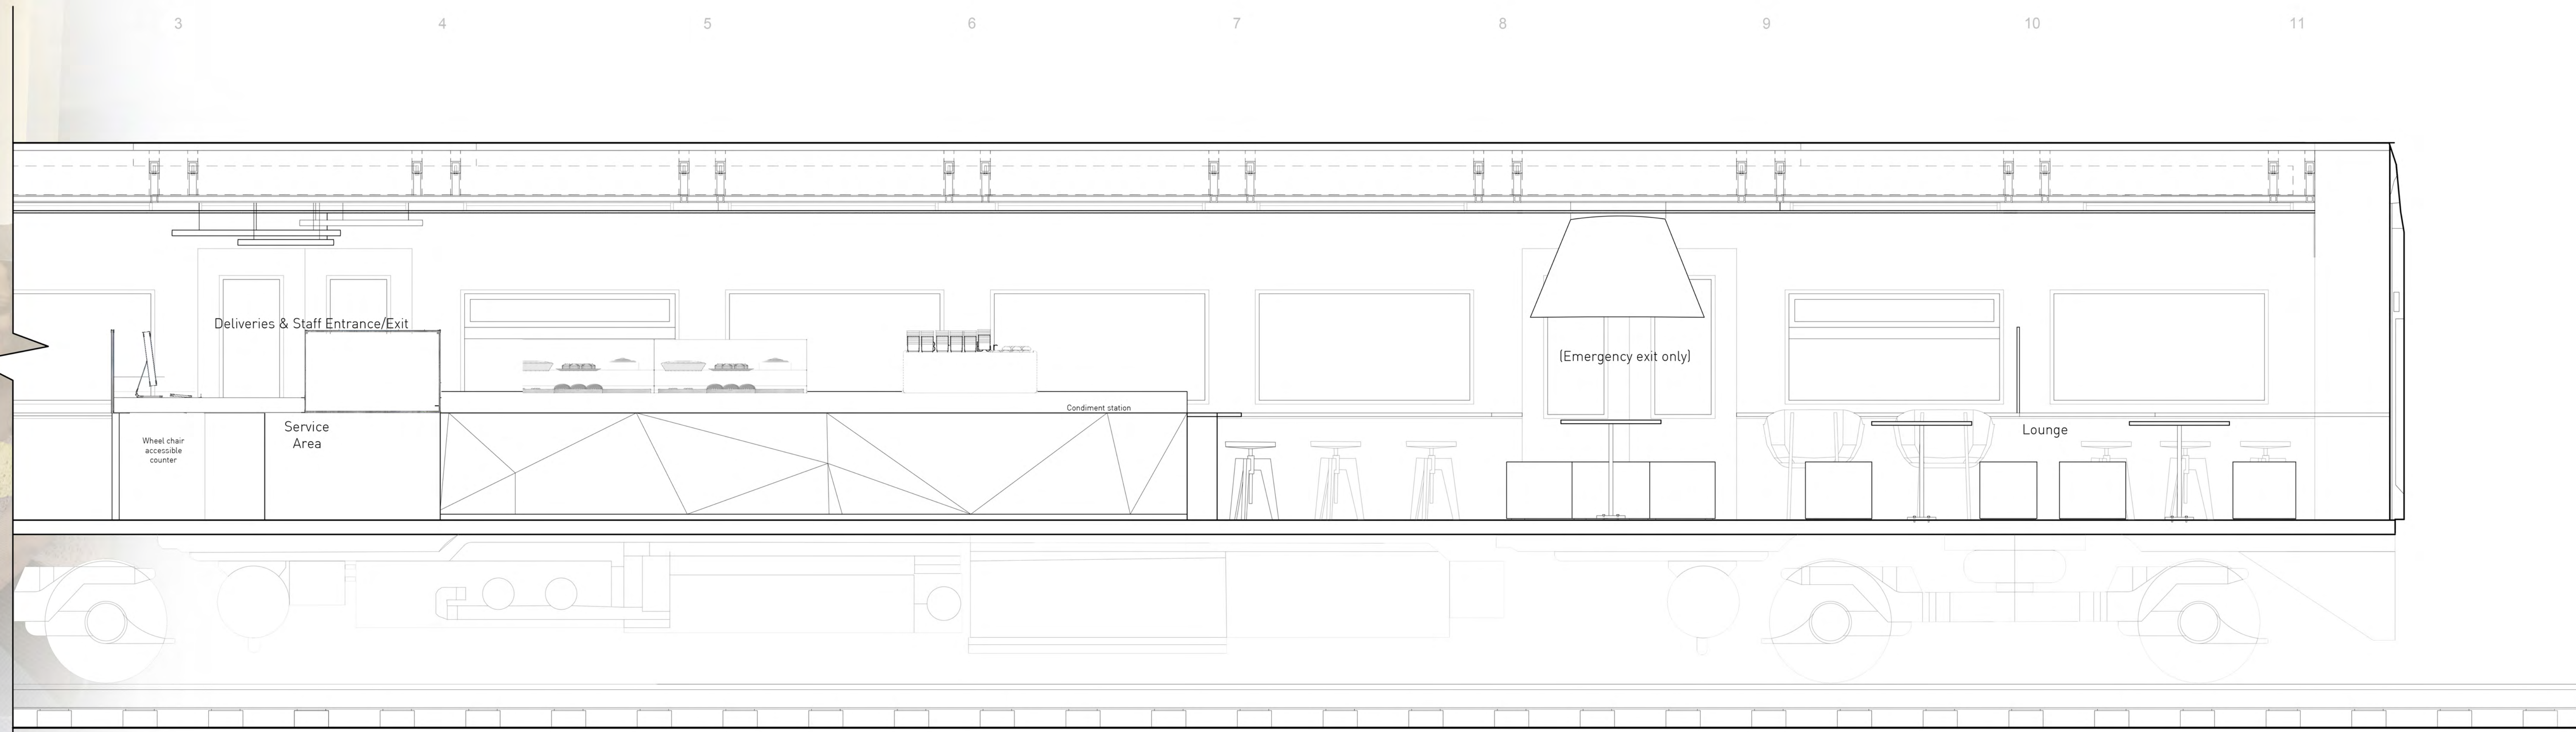 3 4 5 6 7 8 9 10 11
Deliveries & Staff Entrance/Exit
(Emergency exit only)
Condiment station
Service
Area
Lounge
Wheel chair
accessible
counter